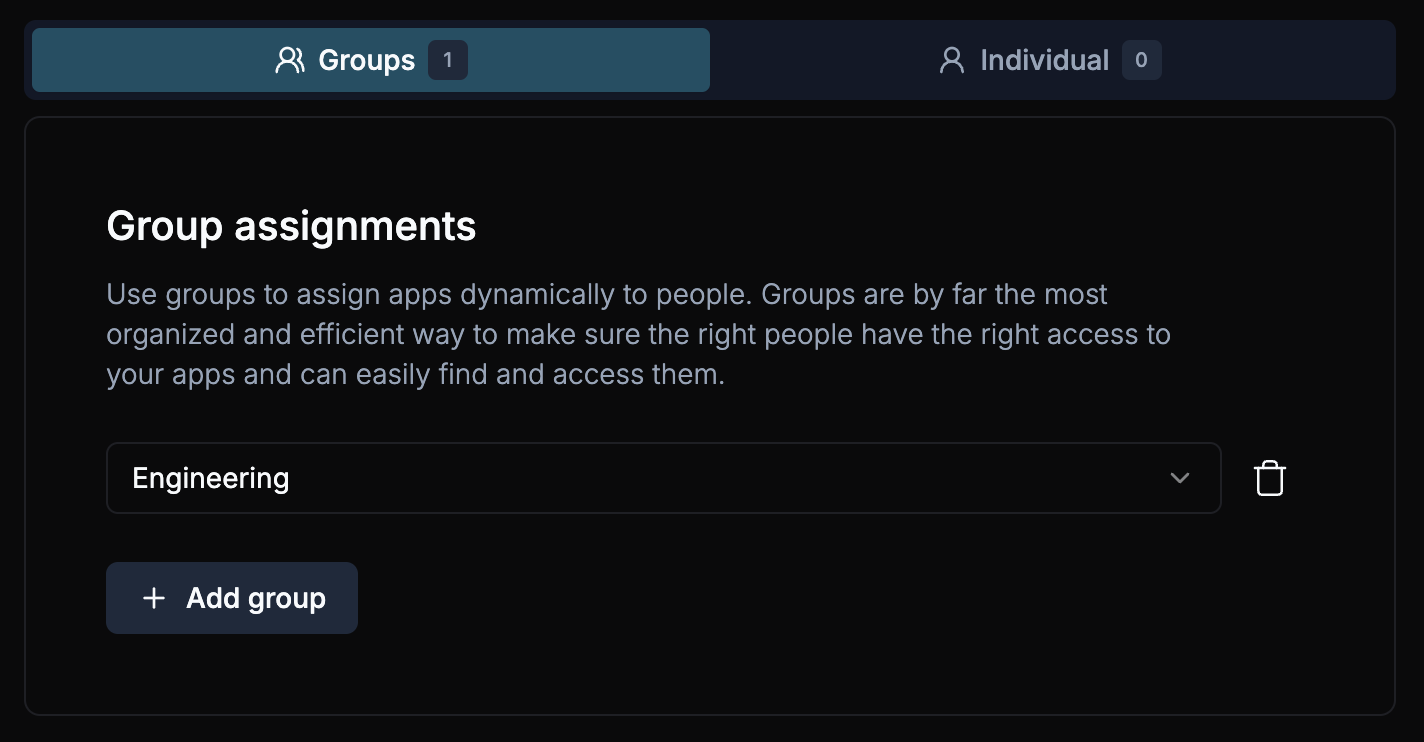 Groups 1
Individual 0
Group assignments
Use groups to assign apps dynamically to people. Groups are by far the most
organized and efficient way to make sure the right people have the right access to
your apps and can easily find and access them.
Engineering
Add group